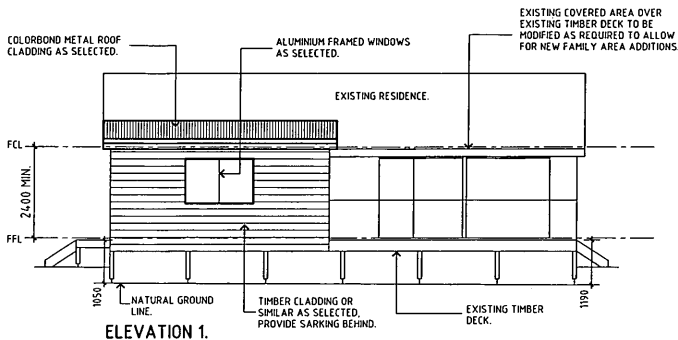 EXISTING COVERED AREA OVER
EXISTING TIMBER DECK TO BE
MODIFIED AS REQUIRED TO ALLOW
FOR NEW FAMILY AREA ADDITIONS.
COLORBOND METAL ROOF
CLADDING AS SELECTED.
ALUMINIUM FRAMED WINDOWS
AS SELECTED.
EXISTING RESIDENCE.
FCL
2400 MIN.
FFL
1050
NATURAL GROUND
LINE.
TIMBER CLADDING OR
SIMILAR AS SELECTED,
PROVIDE SARKING BEHIND.
EXISTING TIMBER
DECK.
1190
ELEVATION 1.